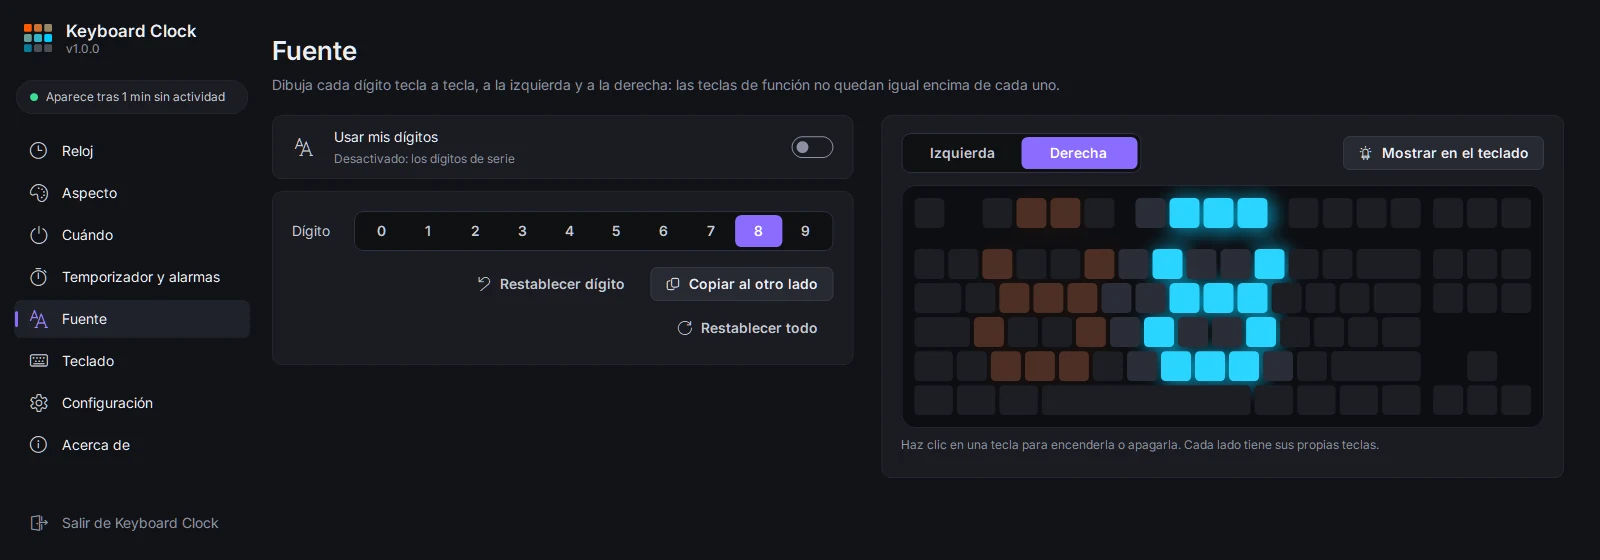 Keyboard Clock
v1.0.0
Aparece tras 1 min sin actividad
Reloj
Aspecto
Cuándo
Temporizador y alarmas
Fuente
Teclado
Configuración
Acerca de
Salir de Keyboard Clock
Fuente
Dibuja cada dígito tecla a tecla, a la izquierda y a la derecha: las teclas de función no quedan igual encima de cada uno.
Usar mis dígitos
Desactivado: los dígitos de serie
Dígito 0 1 2 3 4 5 6 7 8 9
Restablecer dígito Copiar al otro lado
Restablecer todo
Izquierda Derecha Mostrar en el teclado
Haz clic en una tecla para encenderla o apagarla. Cada lado tiene sus propias teclas.